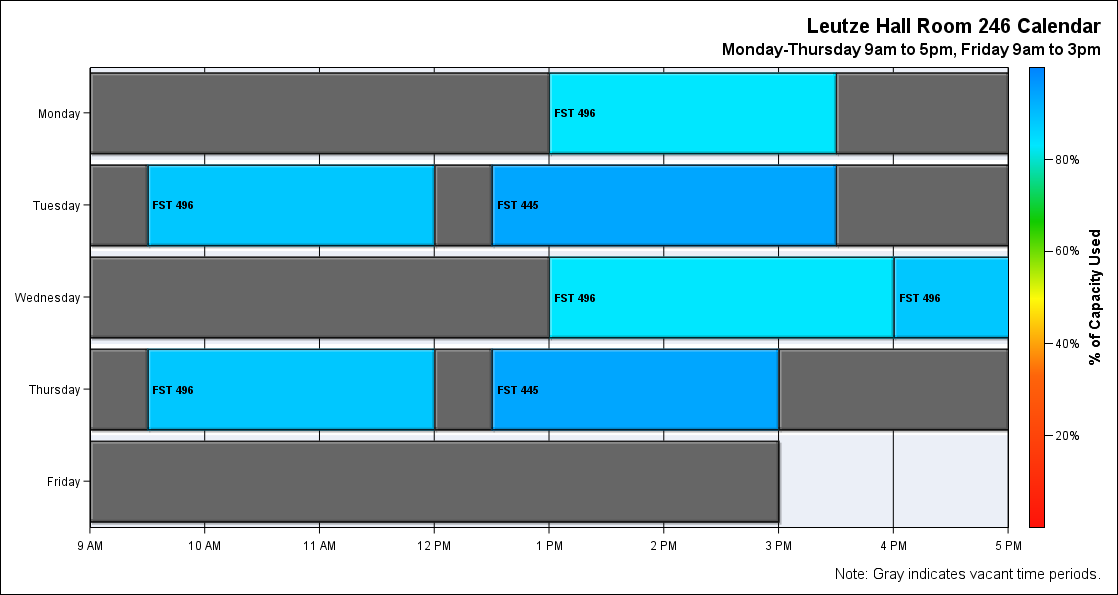 Leutze Hall Room 246 Calendar
Monday-Thursday 9am to 5pm, Friday 9am to 3pm
Monday
FST 496
Tuesday
FST 496
FST 445
Wednesday
FST 496
FST 496
Thursday
FST 496
FST 445
Friday
9 AM
10 AM
11 AM
12 PM
1 PM
2 PM
3 PM
4 PM
5 PM
80%
60%
40%
20%
% of Capacity Used
Note: Gray indicates vacant time periods.